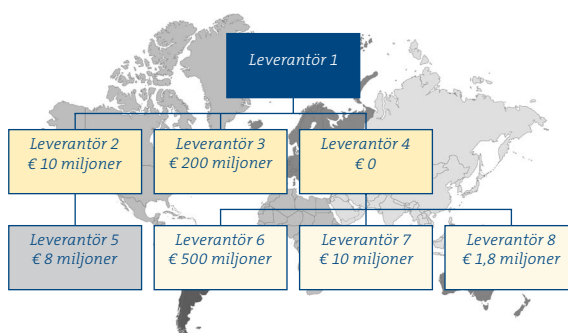 Leverantör 1
Leverantör 2
€ 10 miljoner
Leverantör 3
€ 200 miljoner
Leverantör 4
€ 0
Leverantör 5
€ 8 miljoner
Leverantör 6
€ 500 miljoner
Leverantör 7
€ 10 miljoner
Leverantör 8
€ 1,8 miljoner